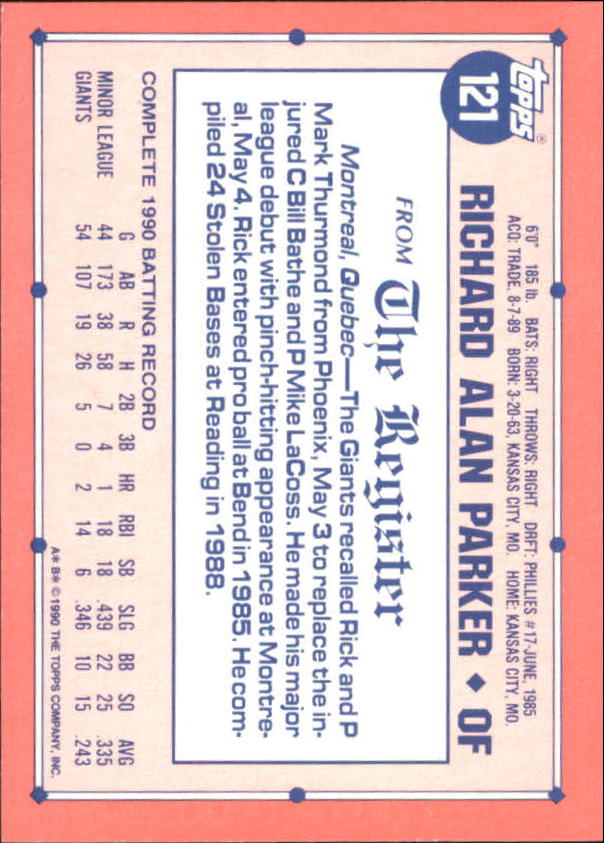 topps®
121
RICHARD ALAN PARKER ◆ OF
6'0" 185 lb. BATS: RIGHT THROWS: RIGHT DRFT: PHILLIES #17-JUNE, 1985
ACQ: TRADE, 8-7-89 BORN: 3-20-63, KANSAS CITY, MO. HOME: KANSAS CITY, MO.
FROM The Register
Montreal, Quebec—The Giants recalled Rick and P
Mark Thurmond from Phoenix, May 3 to replace the in-
jured C Bill Bathe and P Mike LaCoss. He made his major
league debut with pinch-hitting appearance at Montre-
al, May 4. Rick entered pro ball at Bend in 1985. He com-
piled 24 Stolen Bases at Reading in 1988.
COMPLETE 1990 BATTING RECORD
G AB R H 2B 3B HR RBI SB SLG BB SO AVG
MINOR LEAGUE 44 173 38 58 7 4 1 18 18 .439 22 25 .335
GIANTS 54 107 19 26 5 0 2 14 6 .346 10 15 .243
A* B* © 1990 THE TOPPS COMPANY, INC.